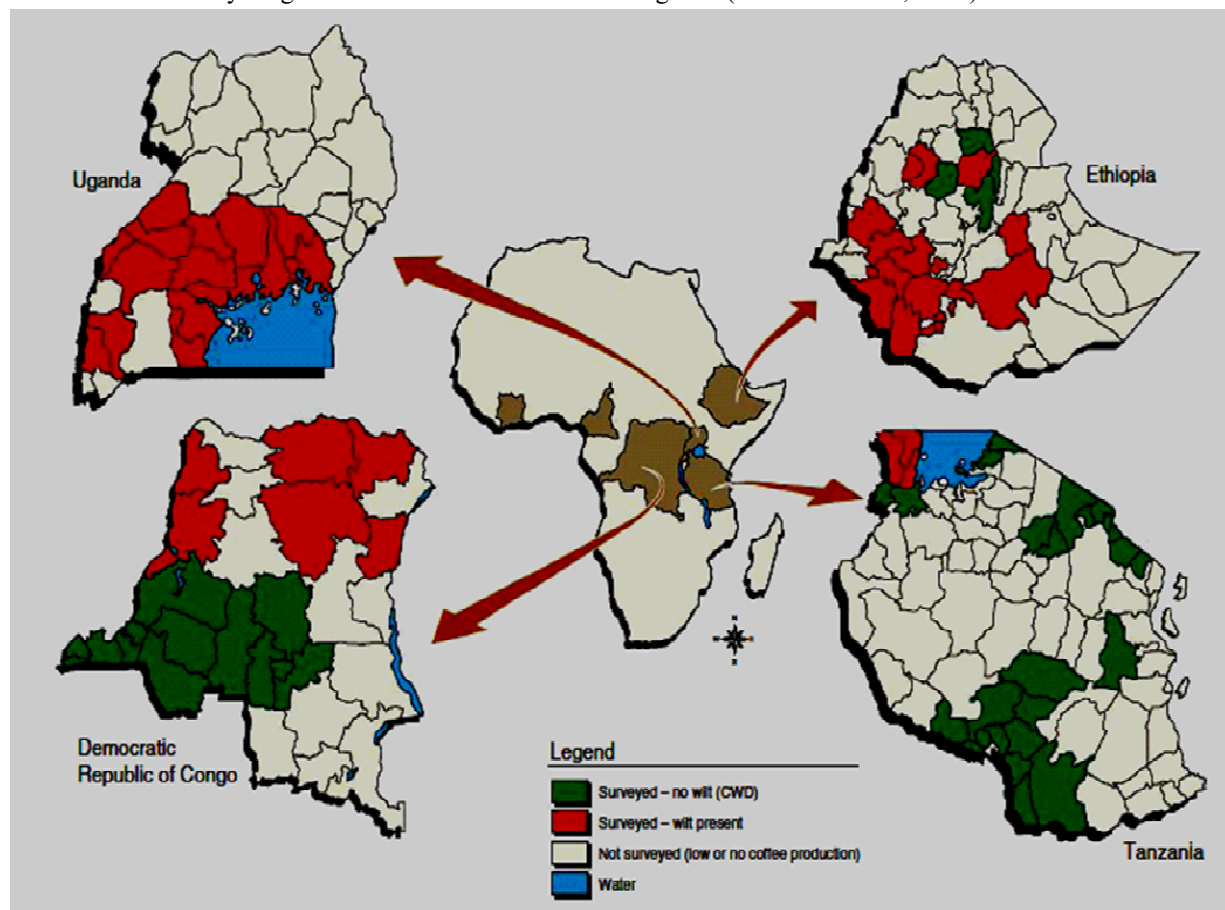 Uganda
Ethiopia
Democratic
Republic of Congo
Legend
Surveyed – no wilt (CWD)
Surveyed – wilt present
Not surveyed (low or no coffee production)
Water
Tanzania